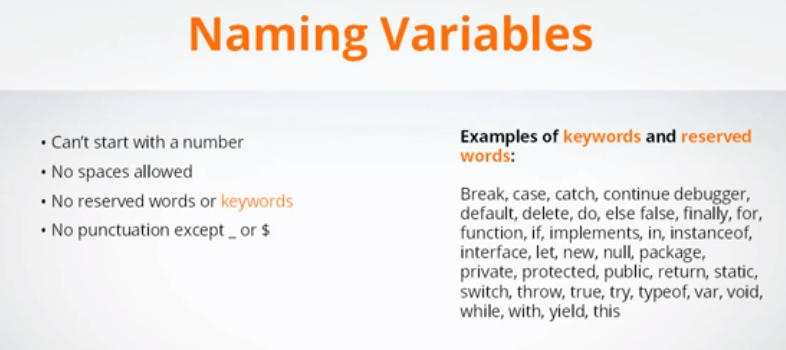 Naming Variables
• Can't start with a number
• No spaces allowed
• No reserved words or keywords
• No punctuation except _ or $
Examples of keywords and reserved
words:
Break, case, catch, continue debugger,
default, delete, do, else false, finally, for,
function, if, implements, in, instanceof,
interface, let, new, null, package,
private, protected, public, return, static,
switch, throw, true, try, typeof, var, void,
while, with, yield, this